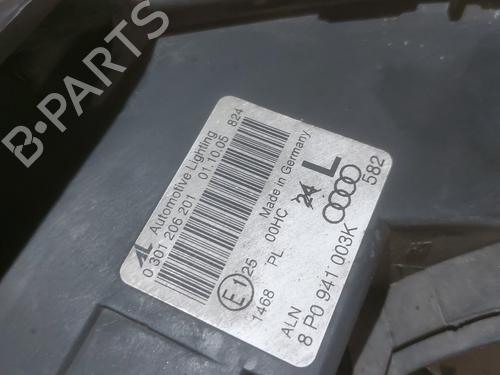 B-PARTS
AL Automotive Lighting
0 301 206 201 01.10.05 824
E1 25
1468 PL 00HC 24 L
Made in Germany
ALN
8 P0 941 003K 582